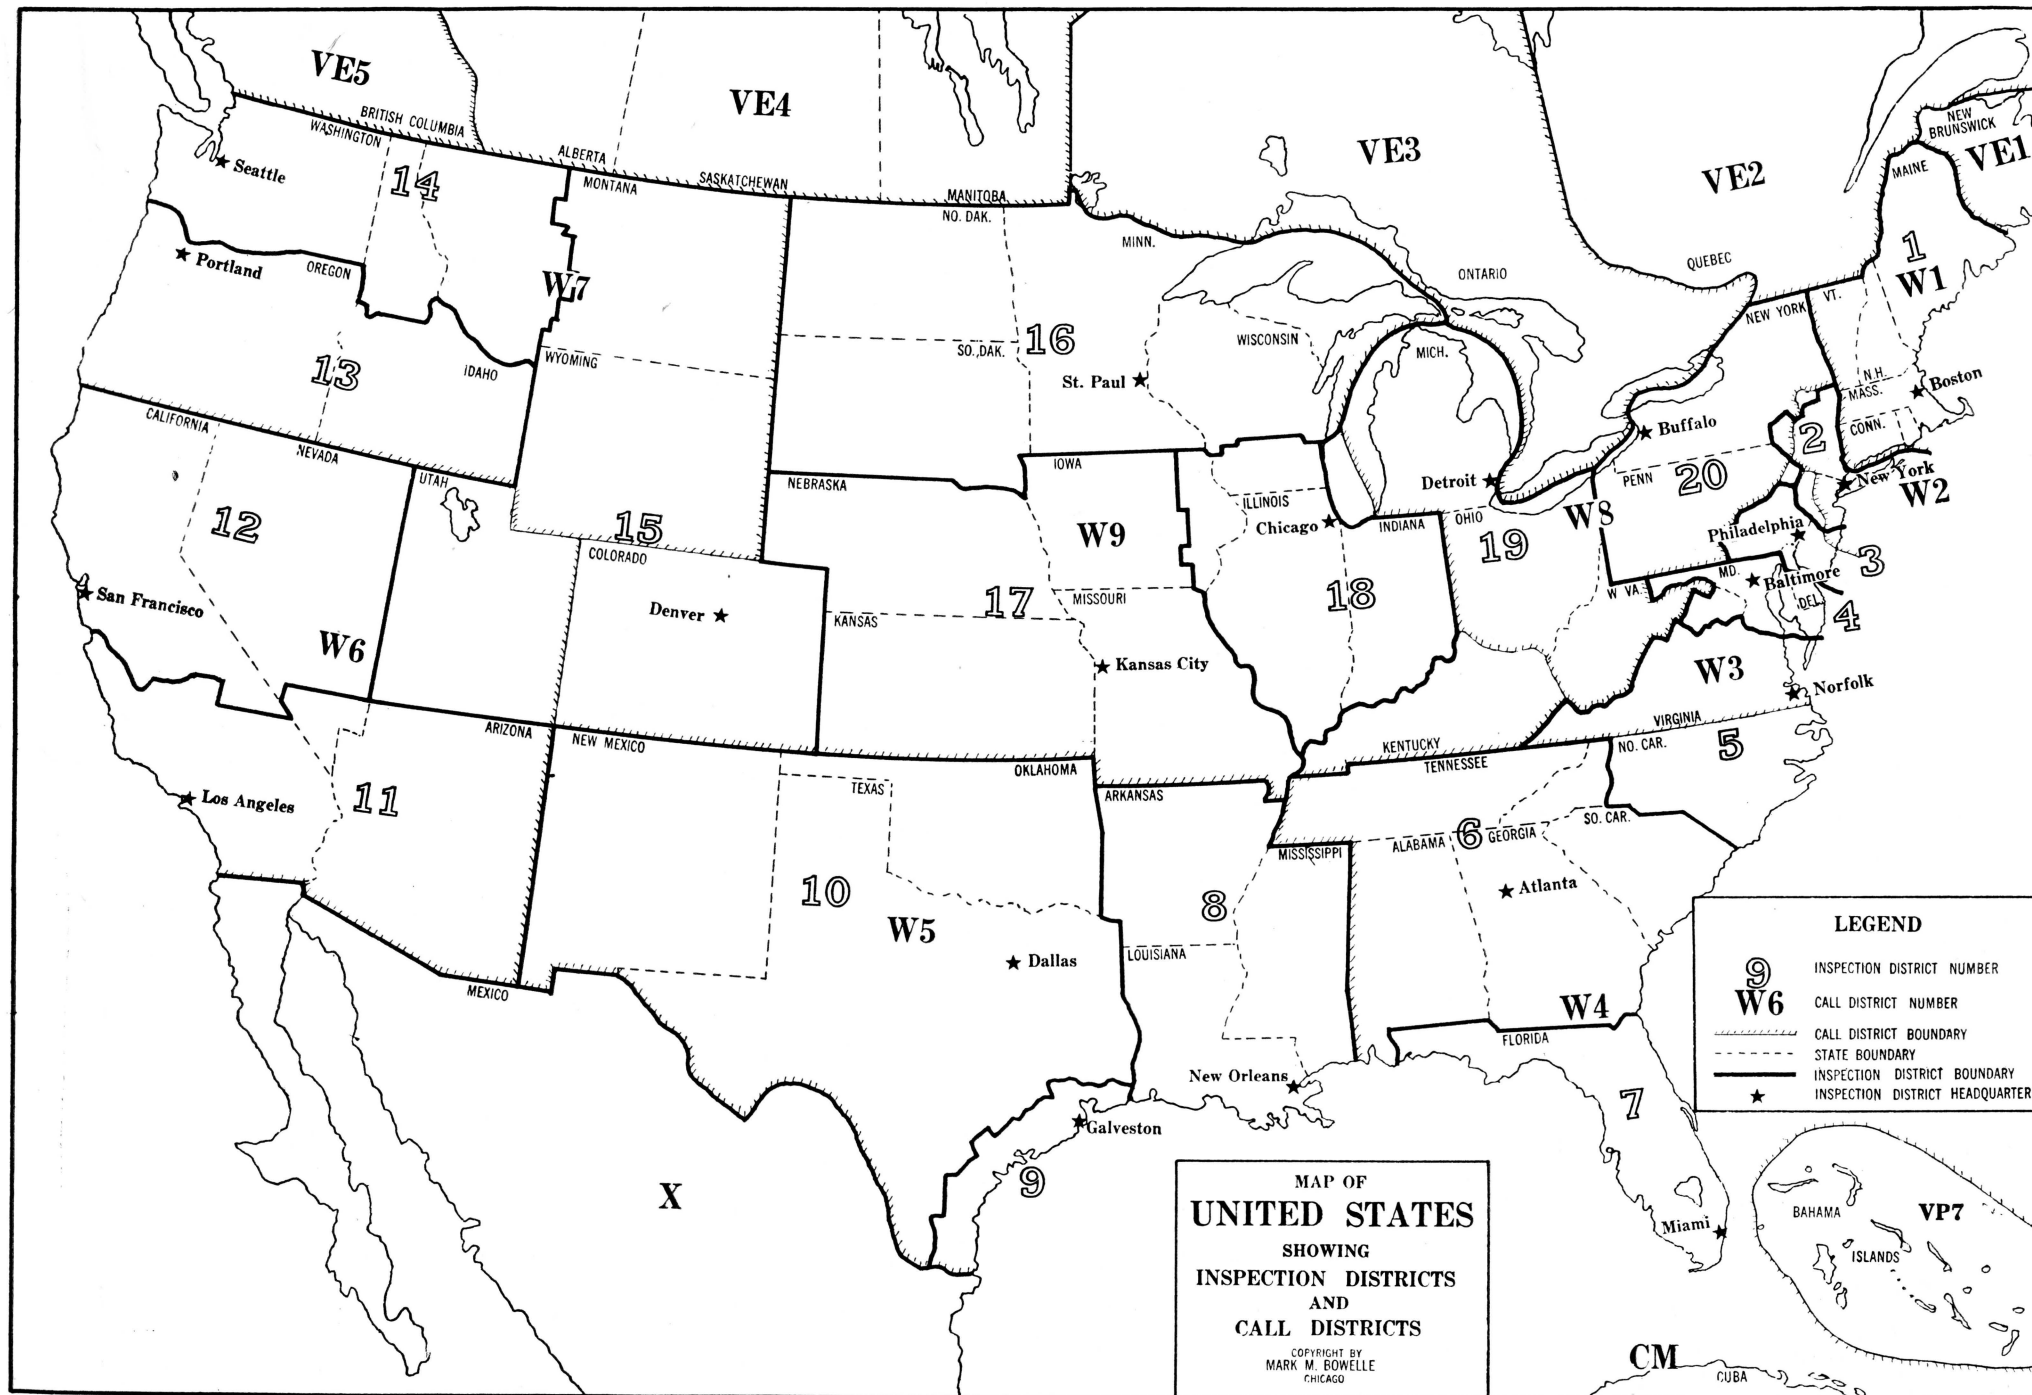 VE5
VE4
VE3
VE2
VE1
BRITISH COLUMBIA
WASHINGTON
ALBERTA
MONTANA
SASKATCHEWAN
MANITOBA
NO. DAK.
MINN.
ONTARIO
QUEBEC
NEW
BRUNSWICK
MAINE
1
W1
★ Seattle
14
★ Portland
OREGON
W7
13
IDAHO
WYOMING
SO. DAK.
16
St. Paul ★
WISCONSIN
MICH.
NEW YORK
VT.
N.H.
MASS.
★ Boston
CONN.
2
★ Buffalo
CALIFORNIA
NEVADA
UTAH
NEBRASKA
IOWA
ILLINOIS
Chicago ★
Detroit ★
INDIANA
OHIO
PENN
20
★ New York
W2
12
15
COLORADO
W9
19
W8
Philadelphia
★
3
★ San Francisco
Denver ★
17
KANSAS
MISSOURI
18
W. VA.
MD.
★ Baltimore
DEL.
4
W6
★ Kansas City
W3
★ Norfolk
ARIZONA
NEW MEXICO
OKLAHOMA
TEXAS
KENTUCKY
TENNESSEE
VIRGINIA
NO. CAR.
5
★ Los Angeles
11
ARKANSAS
MISSISSIPPI
ALABAMA
6
GEORGIA
SO. CAR.
10
W5
8
★ Atlanta
★ Dallas
LOUISIANA
W4
MEXICO
FLORIDA
New Orleans
★
★ Galveston
9
7
Miami ★
X
BAHAMA
ISLANDS
VP7
CM
CUBA
LEGEND
9 INSPECTION DISTRICT NUMBER
W6 CALL DISTRICT NUMBER
CALL DISTRICT BOUNDARY
STATE BOUNDARY
INSPECTION DISTRICT BOUNDARY
★ INSPECTION DISTRICT HEADQUARTER
MAP OF
UNITED STATES
SHOWING
INSPECTION DISTRICTS
AND
CALL DISTRICTS
COPYRIGHT BY
MARK M. BOWELLE
CHICAGO